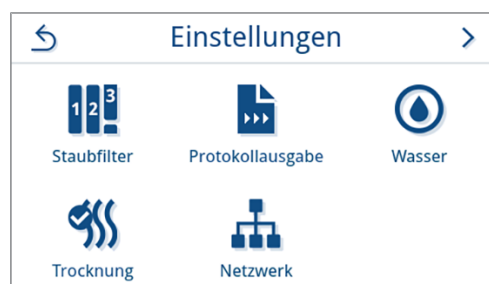 Einstellungen
1 2 3
Staubfilter Protokollausgabe Wasser
Trocknung Netzwerk